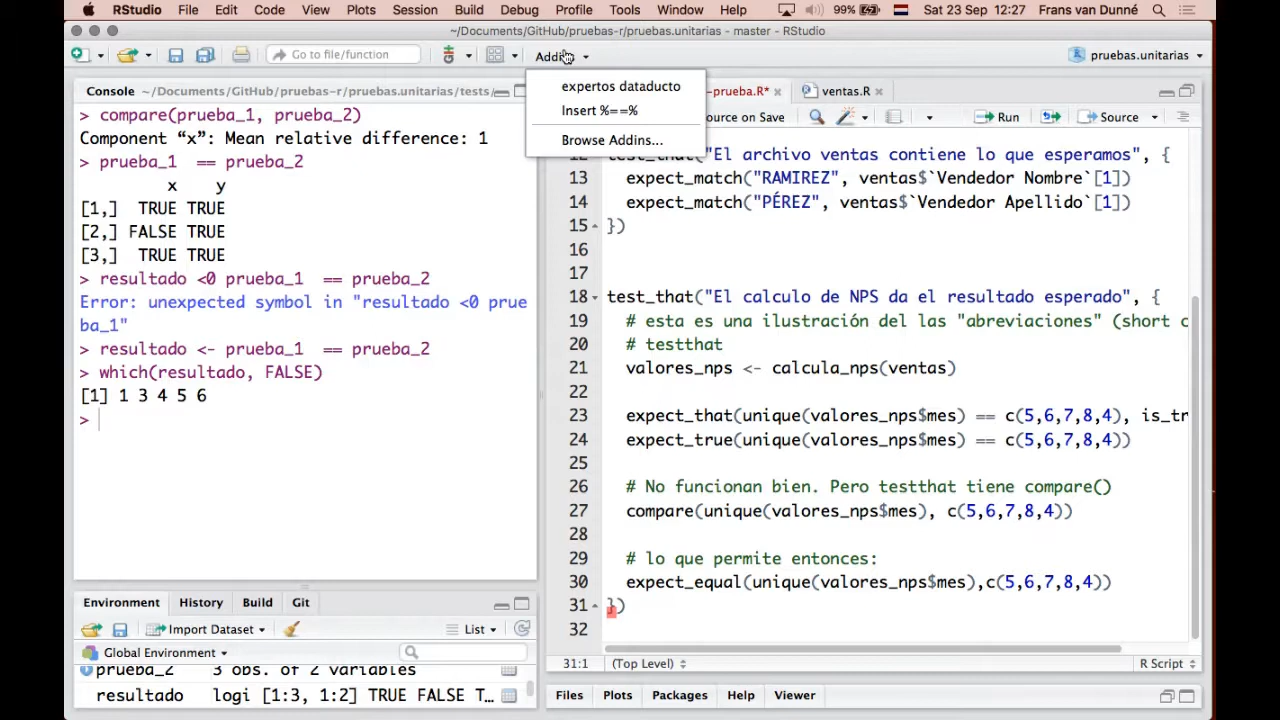 RStudio File Edit Code View Plots Session Build Debug Profile Tools Window Help 99% Sat 23 Sep 12:27 Frans van Dunné
~/Documents/GitHub/pruebas-r/pruebas.unitarias - master - RStudio
Go to file/function Addins pruebas.unitarias
expertos dataducto
Insert %==%
Browse Addins...
Console ~/Documents/GitHub/pruebas-r/pruebas.unitarias/tests/
> compare(prueba_1, prueba_2)
Component “x”: Mean relative difference: 1
> prueba_1 == prueba_2
x y
[1,] TRUE TRUE
[2,] FALSE TRUE
[3,] TRUE TRUE
> resultado <0 prueba_1 == prueba_2
Error: unexpected symbol in "resultado <0 prue
ba_1"
> resultado <- prueba_1 == prueba_2
> which(resultado, FALSE)
[1] 1 3 4 5 6
>
-prueba.R* ventas.R
ource on Save Run Source
12 test_that("El archivo ventas contiene lo que esperamos", {
13 expect_match("RAMIREZ", ventas$`Vendedor Nombre`[1])
14 expect_match("PÉREZ", ventas$`Vendedor Apellido`[1])
15 })
16
17
18 test_that("El calculo de NPS da el resultado esperado", {
19 # esta es una ilustración del las "abreviaciones" (short c
20 # testthat
21 valores_nps <- calcula_nps(ventas)
22
23 expect_that(unique(valores_nps$mes) == c(5,6,7,8,4), is_tr
24 expect_true(unique(valores_nps$mes) == c(5,6,7,8,4))
25
26 # No funcionan bien. Pero testthat tiene compare()
27 compare(unique(valores_nps$mes), c(5,6,7,8,4))
28
29 # lo que permite entonces:
30 expect_equal(unique(valores_nps$mes),c(5,6,7,8,4))
31 })
32
31:1 (Top Level) R Script
Environment History Build Git
Import Dataset List
Global Environment
prueba_2 3 obs. of 2 variables
resultado logi [1:3, 1:2] TRUE FALSE T…
Files Plots Packages Help Viewer